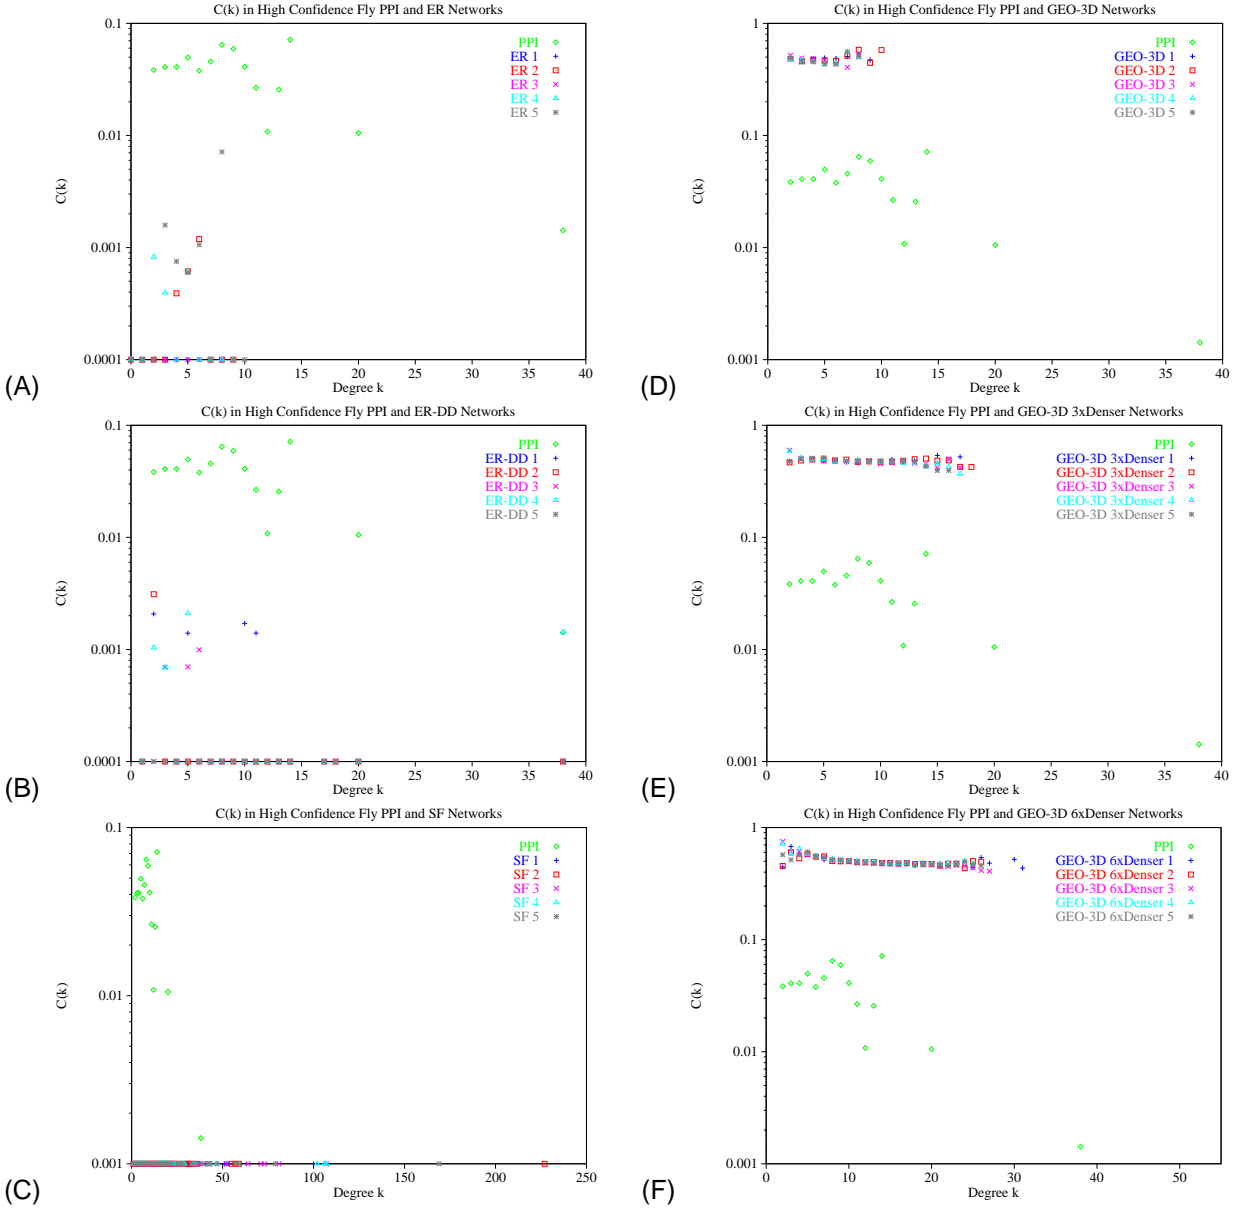 C(k) in High Confidence Fly PPI and ER Networks
0.1
0.01
0.001
0.0001
C(k)
0 5 10 15 20 25 30 35 40
Degree k
PPI
ER 1
ER 2
ER 3
ER 4
ER 5
(A)
C(k) in High Confidence Fly PPI and GEO-3D Networks
1
0.1
0.01
0.001
C(k)
0 5 10 15 20 25 30 35 40
Degree k
PPI
GEO-3D 1
GEO-3D 2
GEO-3D 3
GEO-3D 4
GEO-3D 5
(D)
C(k) in High Confidence Fly PPI and ER-DD Networks
0.1
0.01
0.001
0.0001
C(k)
0 5 10 15 20 25 30 35 40
Degree k
PPI
ER-DD 1
ER-DD 2
ER-DD 3
ER-DD 4
ER-DD 5
(B)
C(k) in High Confidence Fly PPI and GEO-3D 3xDenser Networks
1
0.1
0.01
0.001
C(k)
0 5 10 15 20 25 30 35 40
Degree k
PPI
GEO-3D 3xDenser 1
GEO-3D 3xDenser 2
GEO-3D 3xDenser 3
GEO-3D 3xDenser 4
GEO-3D 3xDenser 5
(E)
C(k) in High Confidence Fly PPI and SF Networks
0.1
0.01
0.001
C(k)
0 50 100 150 200 250
Degree k
PPI
SF 1
SF 2
SF 3
SF 4
SF 5
(C)
C(k) in High Confidence Fly PPI and GEO-3D 6xDenser Networks
1
0.1
0.01
0.001
C(k)
0 10 20 30 40 50
Degree k
PPI
GEO-3D 6xDenser 1
GEO-3D 6xDenser 2
GEO-3D 6xDenser 3
GEO-3D 6xDenser 4
GEO-3D 6xDenser 5
(F)